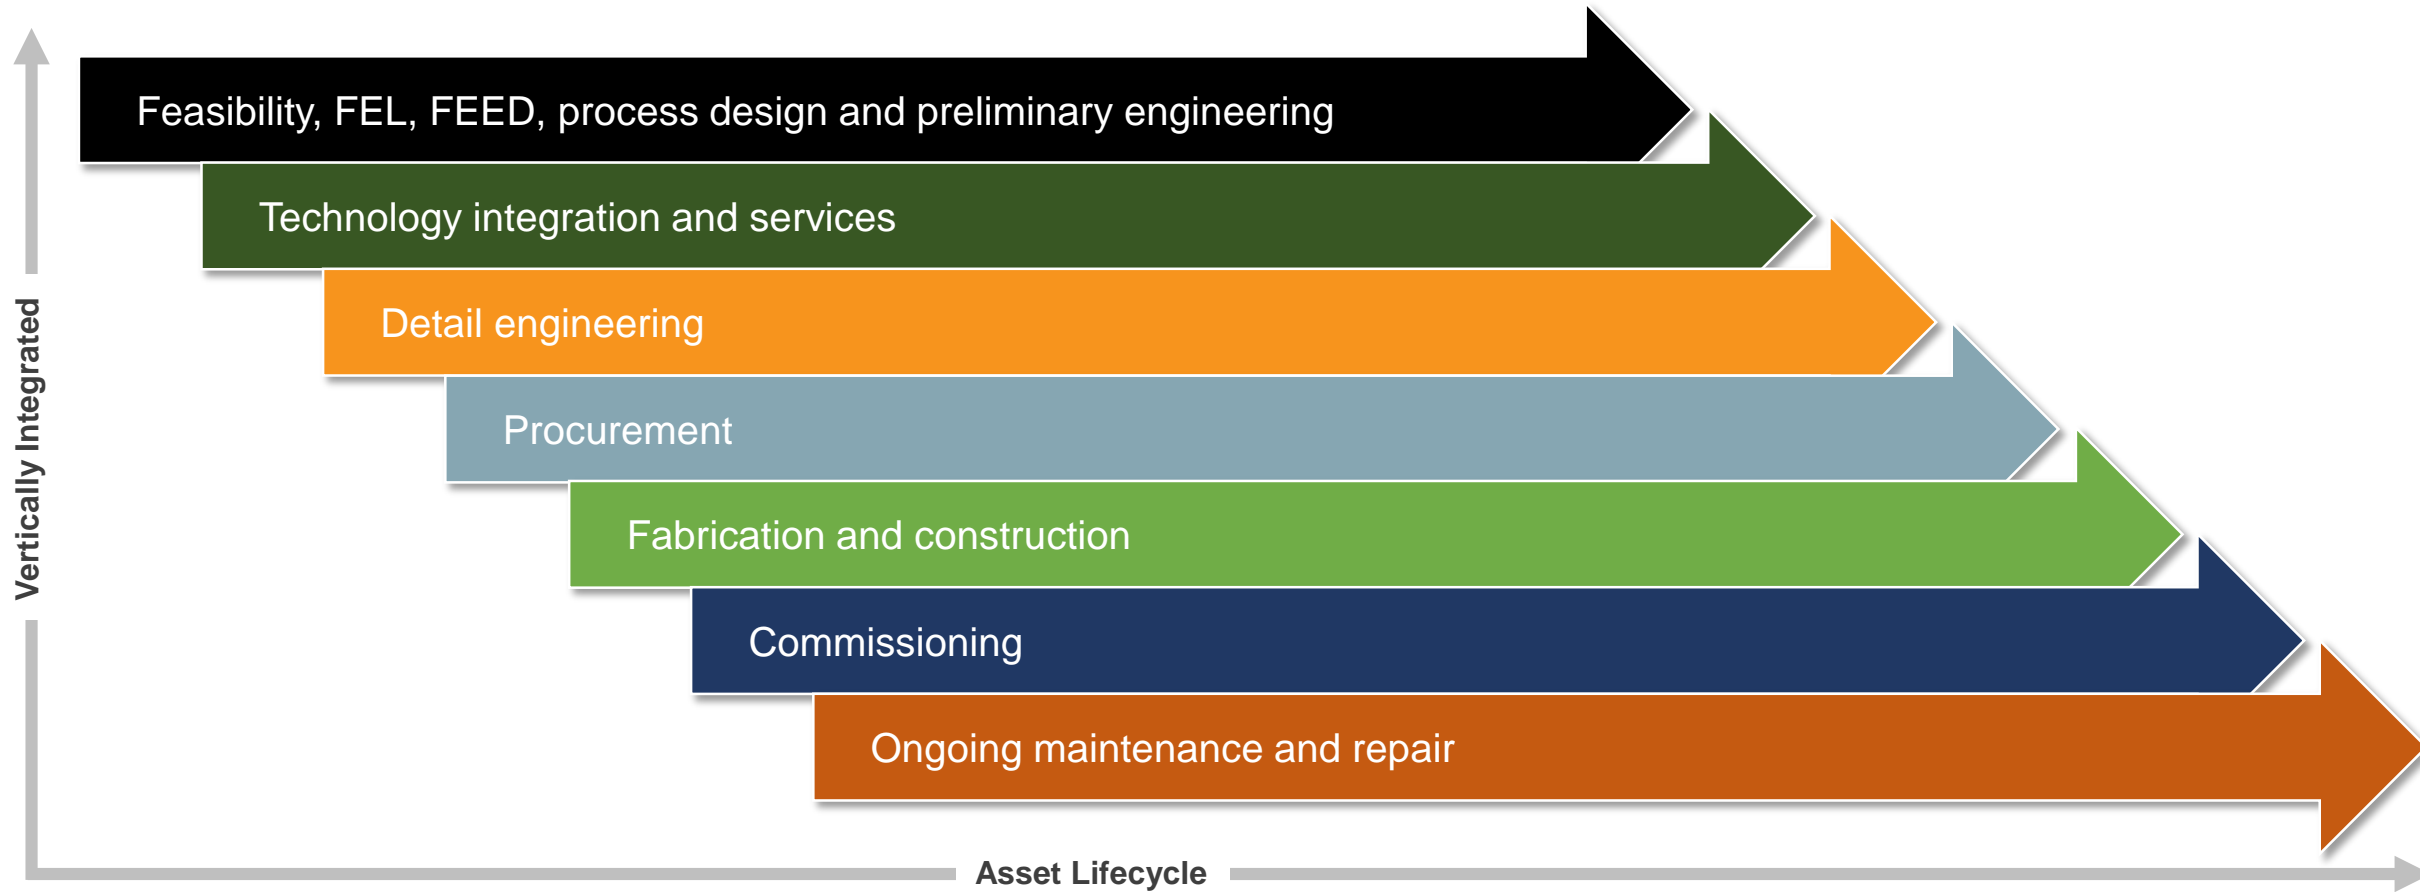 Feasibility, FEL, FEED, process design and preliminary engineering
Technology integration and services
Detail engineering
Procurement
Fabrication and construction
Commissioning
Ongoing maintenance and repair
Vertically Integrated
Asset Lifecycle